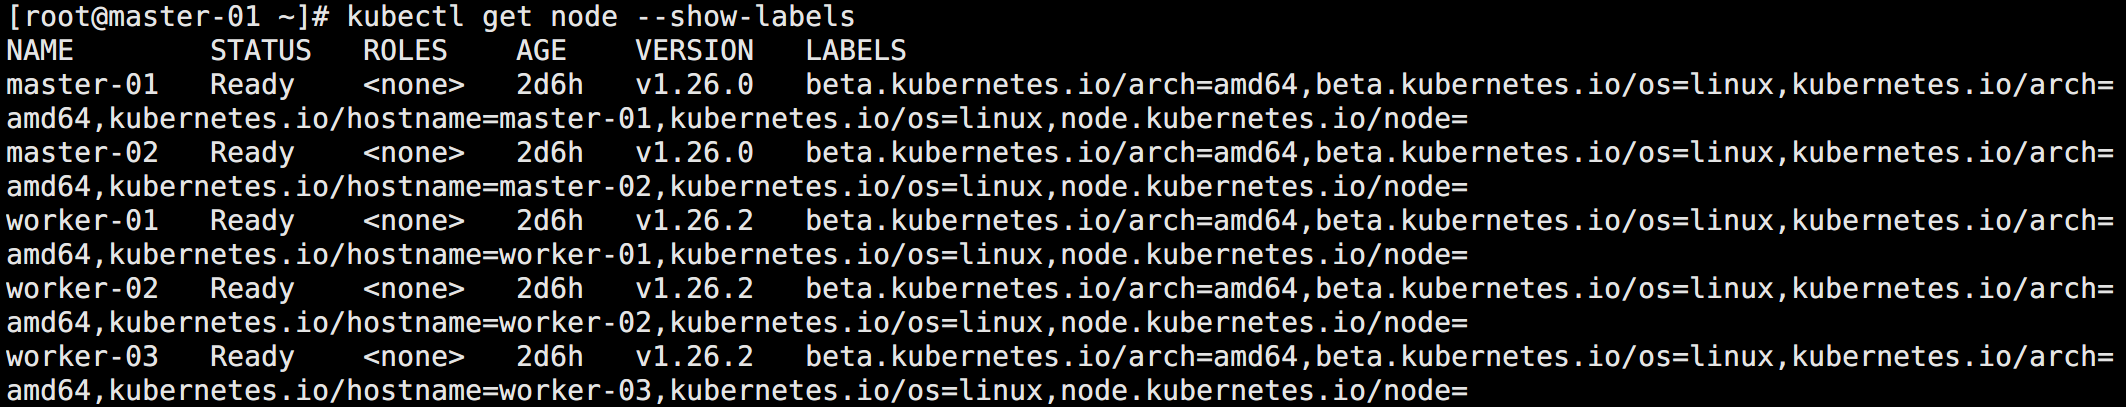 [root@master-01 ~]# kubectl get node --show-labels
NAME        STATUS   ROLES    AGE    VERSION   LABELS
master-01   Ready    <none>   2d6h   v1.26.0   beta.kubernetes.io/arch=amd64,beta.kubernetes.io/os=linux,kubernetes.io/arch=
amd64,kubernetes.io/hostname=master-01,kubernetes.io/os=linux,node.kubernetes.io/node=
master-02   Ready    <none>   2d6h   v1.26.0   beta.kubernetes.io/arch=amd64,beta.kubernetes.io/os=linux,kubernetes.io/arch=
amd64,kubernetes.io/hostname=master-02,kubernetes.io/os=linux,node.kubernetes.io/node=
worker-01   Ready    <none>   2d6h   v1.26.2   beta.kubernetes.io/arch=amd64,beta.kubernetes.io/os=linux,kubernetes.io/arch=
amd64,kubernetes.io/hostname=worker-01,kubernetes.io/os=linux,node.kubernetes.io/node=
worker-02   Ready    <none>   2d6h   v1.26.2   beta.kubernetes.io/arch=amd64,beta.kubernetes.io/os=linux,kubernetes.io/arch=
amd64,kubernetes.io/hostname=worker-02,kubernetes.io/os=linux,node.kubernetes.io/node=
worker-03   Ready    <none>   2d6h   v1.26.2   beta.kubernetes.io/arch=amd64,beta.kubernetes.io/os=linux,kubernetes.io/arch=
amd64,kubernetes.io/hostname=worker-03,kubernetes.io/os=linux,node.kubernetes.io/node=